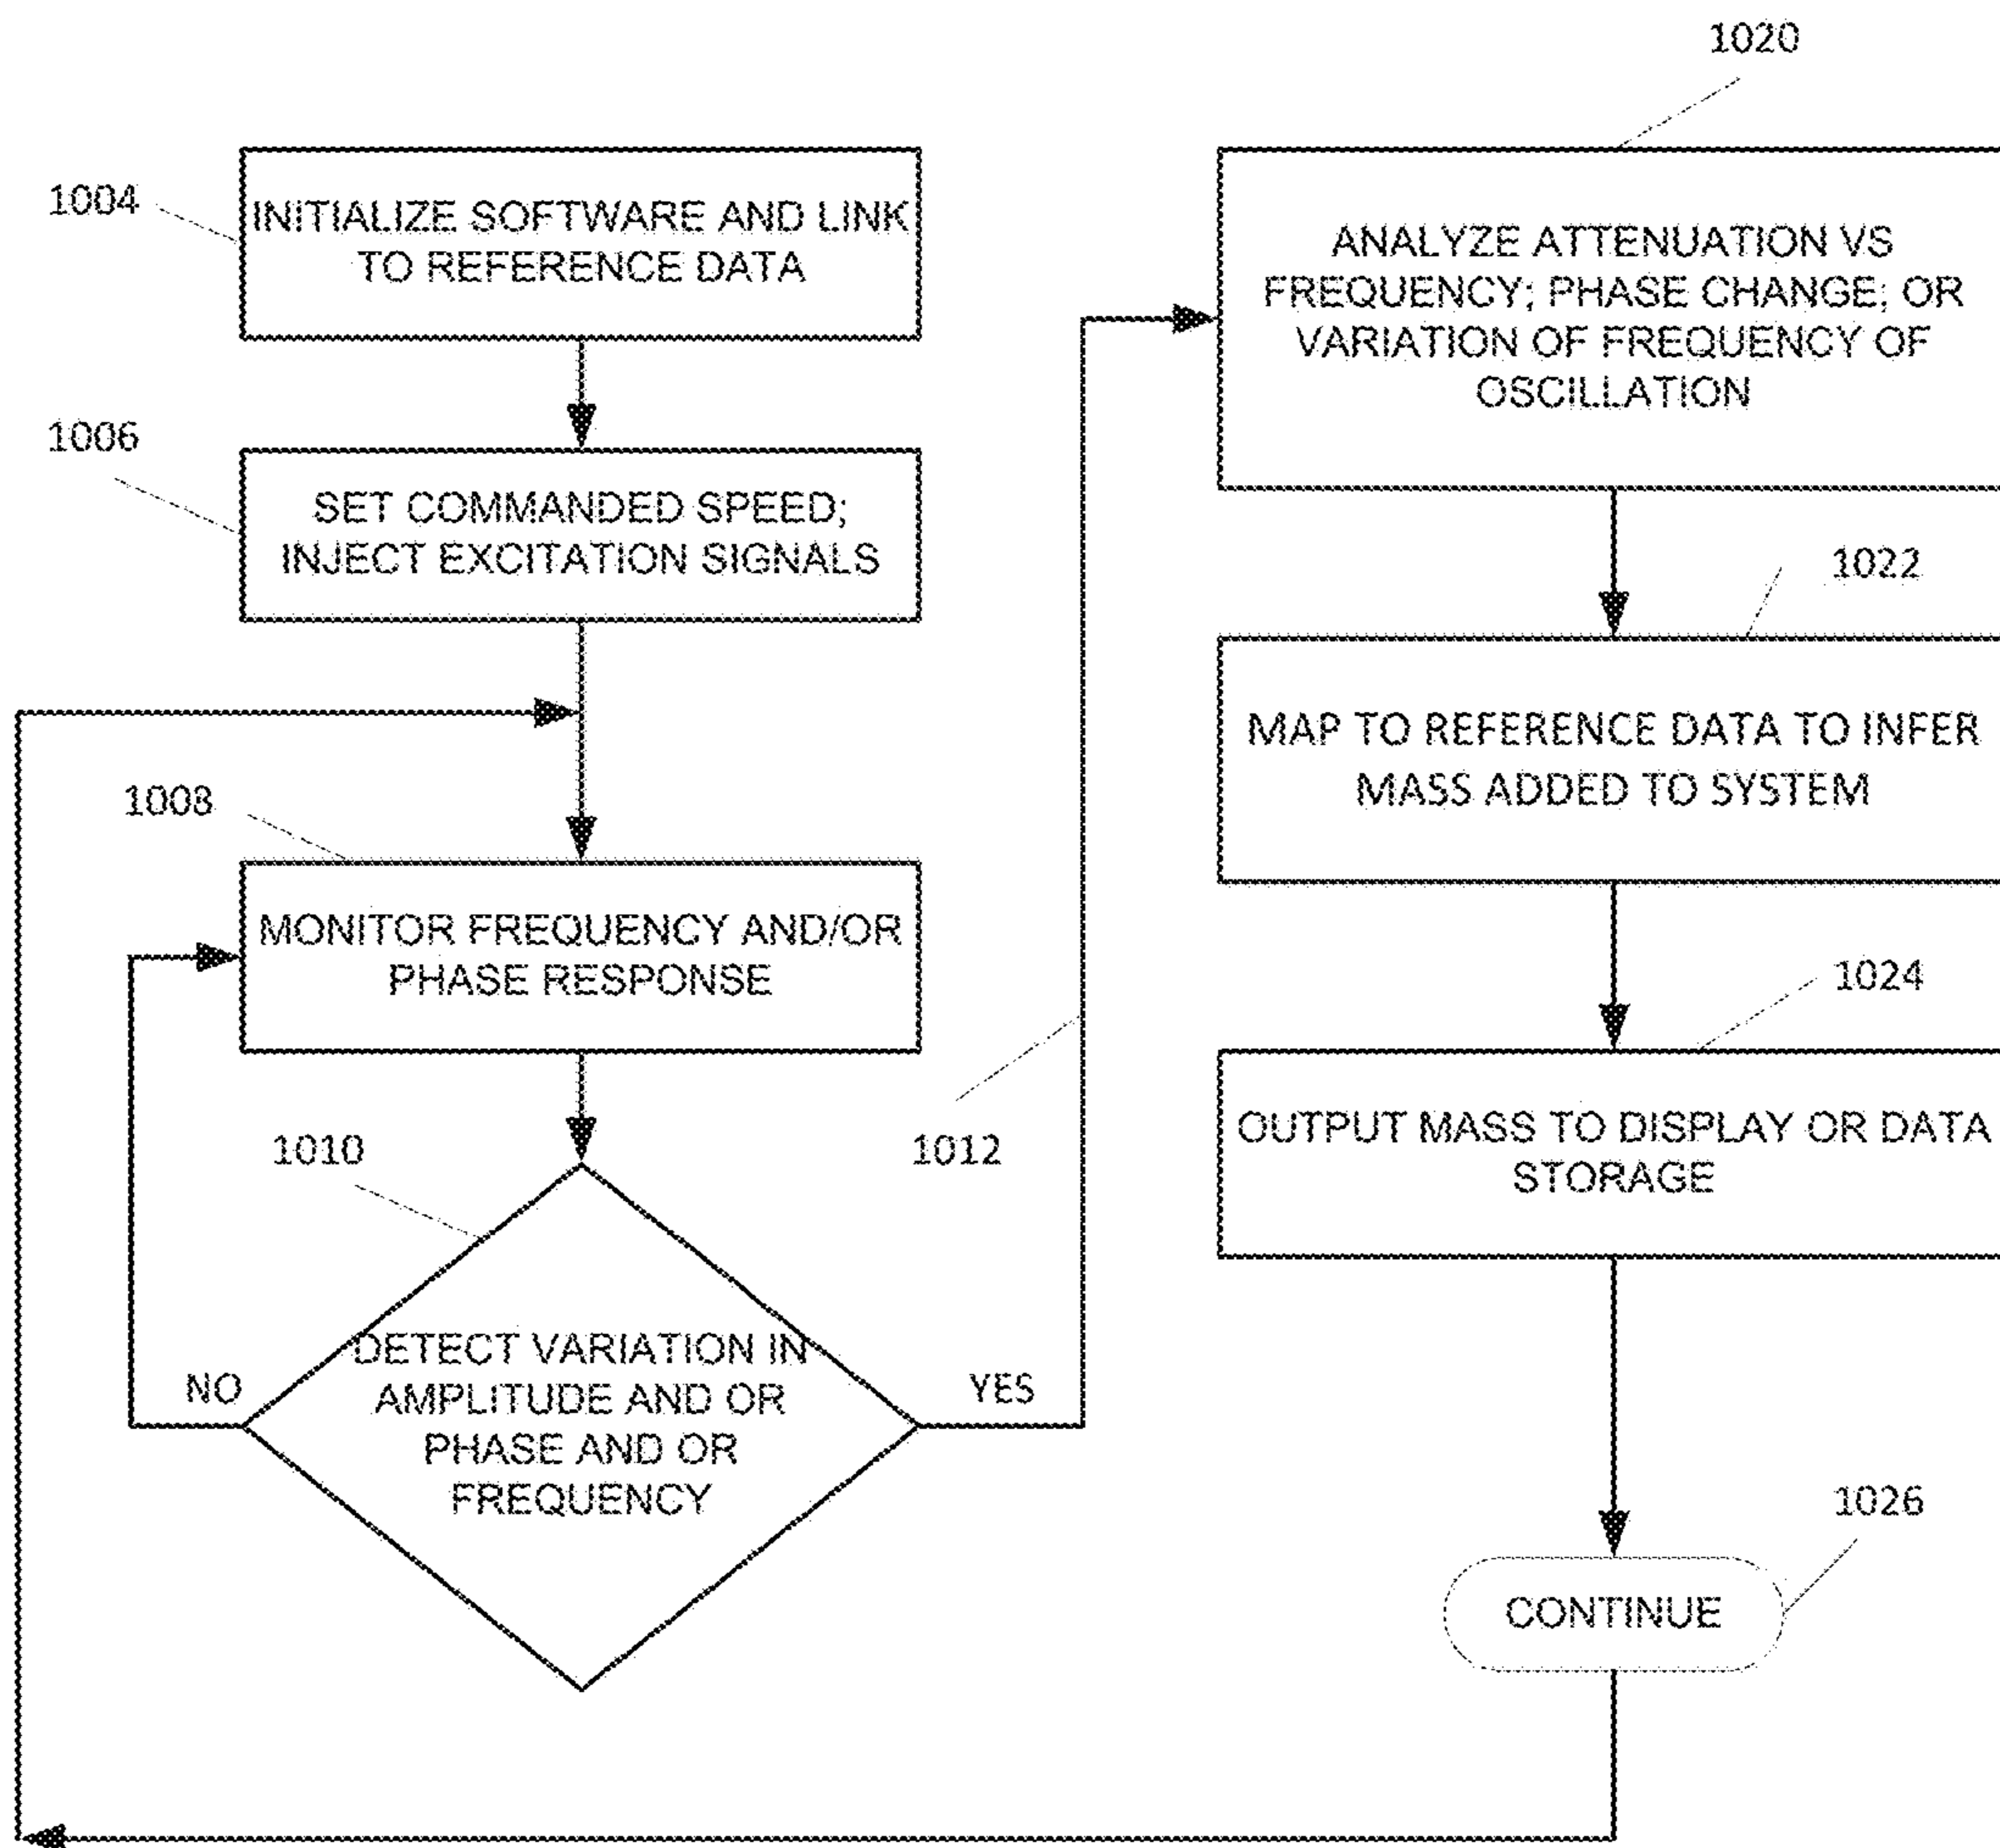 1004
INITIALIZE SOFTWARE AND LINK
TO REFERENCE DATA
1006
SET COMMANDED SPEED;
INJECT EXCITATION SIGNALS
1008
MONITOR FREQUENCY AND/OR
PHASE RESPONSE
1010
DETECT VARIATION IN
AMPLITUDE AND OR
PHASE AND OR
FREQUENCY
NO
YES
1012
1020
ANALYZE ATTENUATION VS
FREQUENCY; PHASE CHANGE; OR
VARIATION OF FREQUENCY OF
OSCILLATION
1022
MAP TO REFERENCE DATA TO INFER
MASS ADDED TO SYSTEM
1024
OUTPUT MASS TO DISPLAY OR DATA
STORAGE
1026
CONTINUE